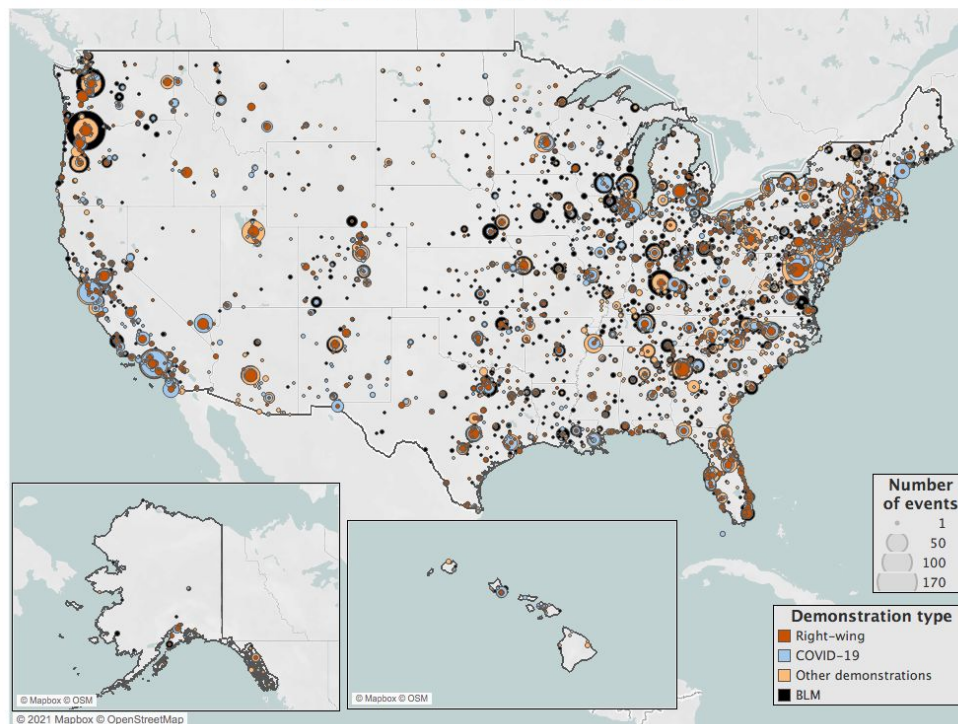 Number
of events
1
50
100
170
Demonstration type
Right-wing
COVID-19
Other demonstrations
BLM
© Mapbox © OSM
© Mapbox © OSM
© 2021 Mapbox © OpenStreetMap